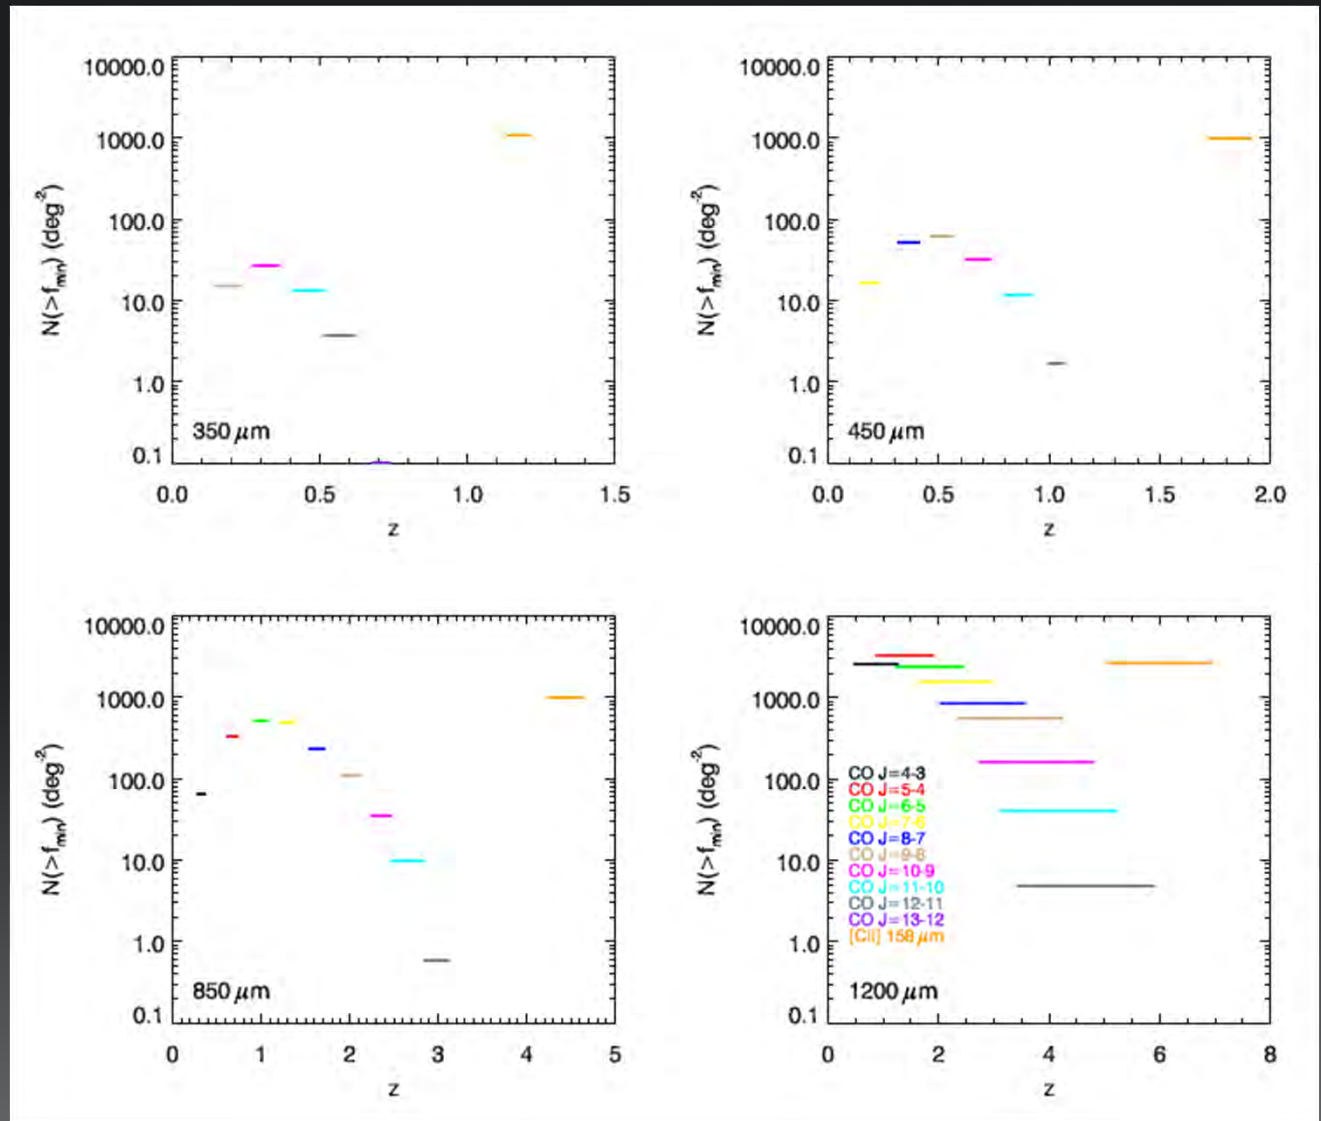 10000.0
1000.0
100.0
10.0
1.0
0.1
N(>f_min) (deg^-2)
350 μm
0.0 0.5 1.0 1.5
z
10000.0
1000.0
100.0
10.0
1.0
0.1
N(>f_min) (deg^-2)
450 μm
0.0 0.5 1.0 1.5 2.0
z
10000.0
1000.0
100.0
10.0
1.0
0.1
N(>f_min) (deg^-2)
850 μm
0 1 2 3 4 5
z
10000.0
1000.0
100.0
10.0
1.0
0.1
N(>f_min) (deg^-2)
CO J=4-3
CO J=5-4
CO J=6-5
CO J=7-6
CO J=8-7
CO J=9-8
CO J=10-9
CO J=11-10
CO J=12-11
CO J=13-12
[CII] 158 μm
1200 μm
0 2 4 6 8
z